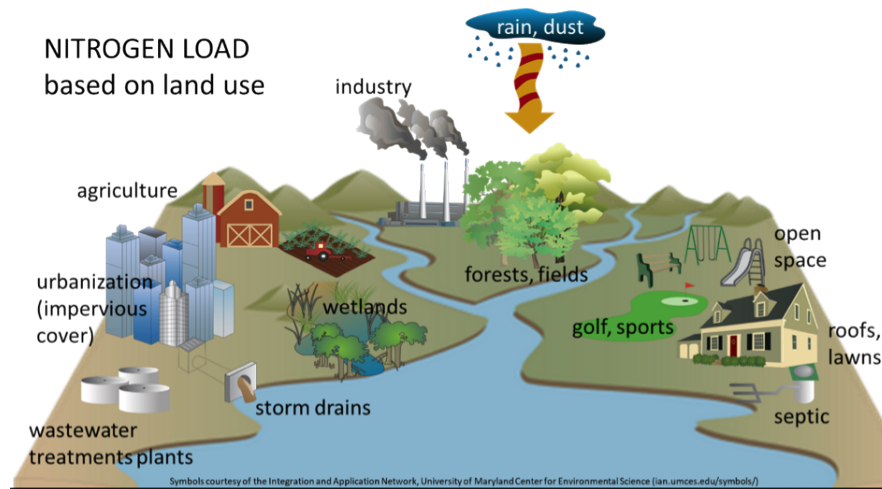 NITROGEN LOAD
based on land use
rain, dust
industry
agriculture
urbanization
(impervious
cover)
wetlands
forests, fields
open
space
golf, sports
roofs,
lawns
storm drains
septic
wastewater
treatments plants
Symbols courtesy of the Integration and Application Network, University of Maryland Center for Environmental Science (ian.umces.edu/symbols/)